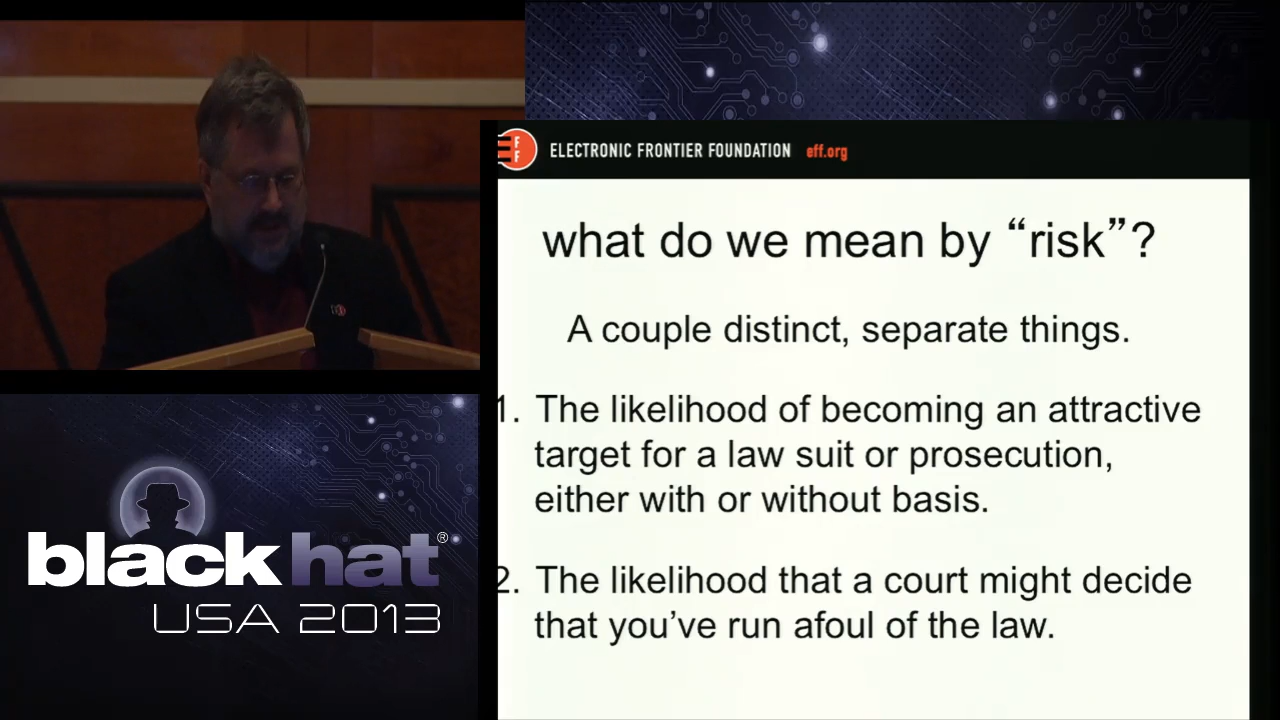 EFF
ELECTRONIC FRONTIER FOUNDATION eff.org
what do we mean by “risk”?
A couple distinct, separate things.
1. The likelihood of becoming an attractive
target for a law suit or prosecution,
either with or without basis.
2. The likelihood that a court might decide
that you’ve run afoul of the law.
blackhat®
USA 2013